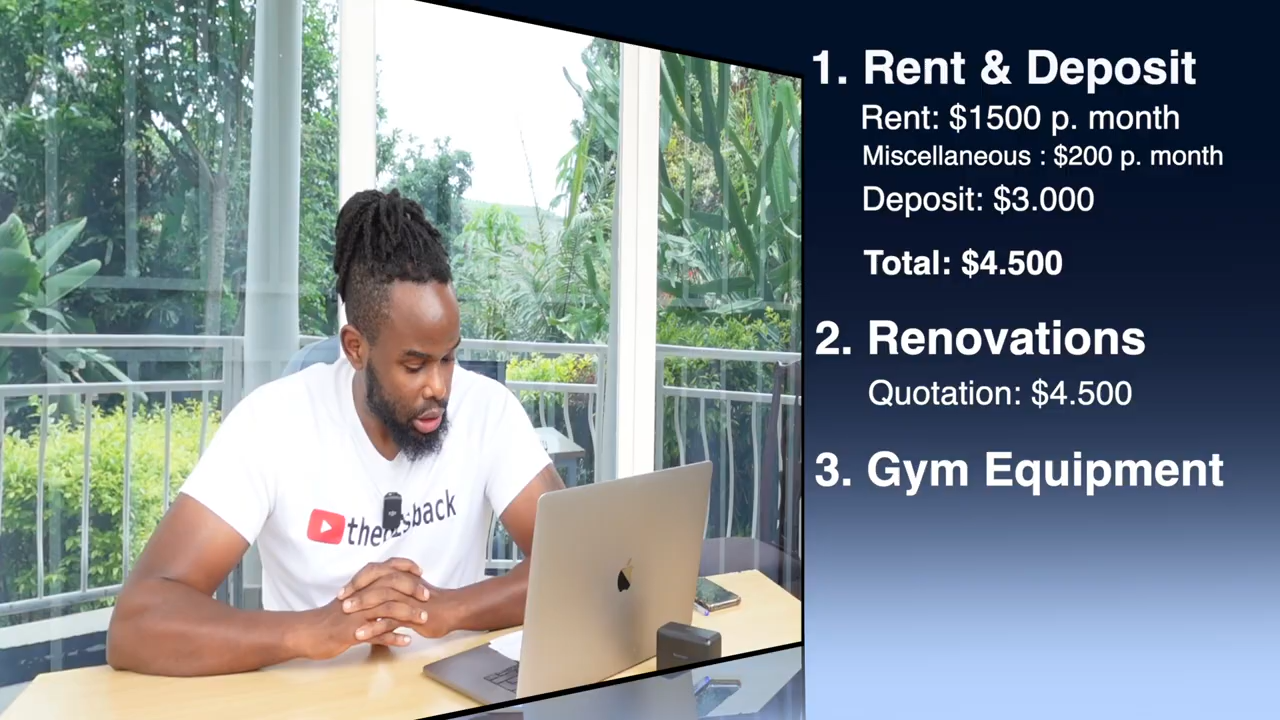 1. Rent & Deposit
Rent: $1500 p. month
Miscellaneous : $200 p. month
Deposit: $3.000
Total: $4.500
2. Renovations
Quotation: $4.500
3. Gym Equipment